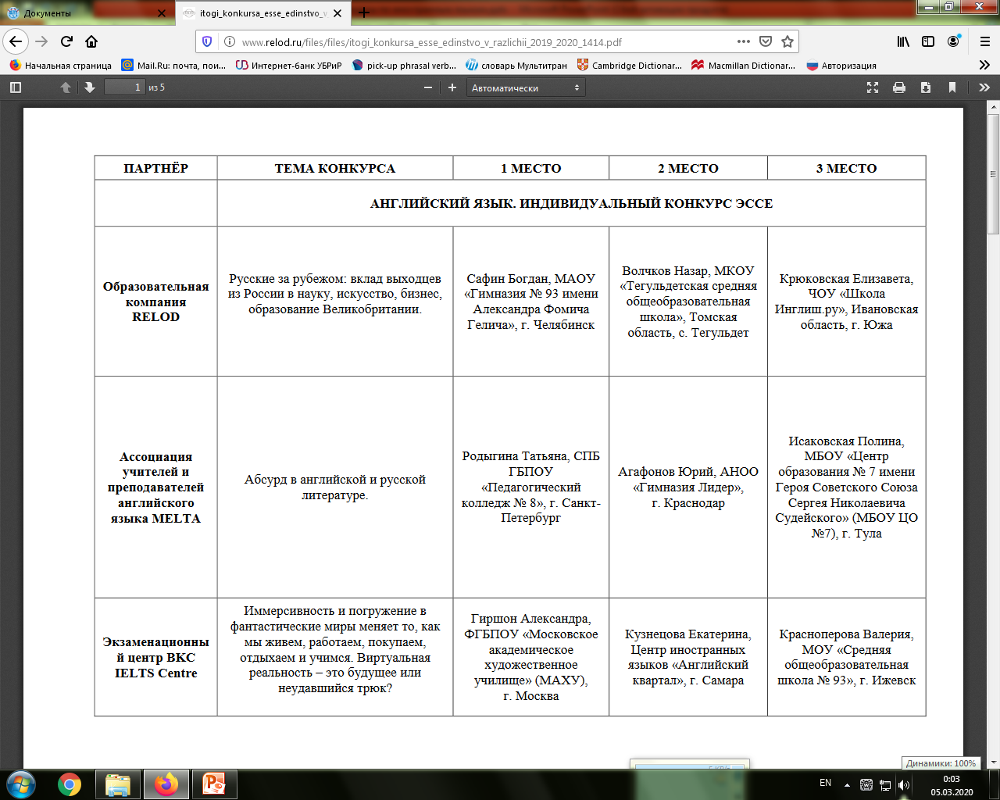 Документы
itogi_konkursa_esse_edinstvo_v_
www.relod.ru/files/files/itogi_konkursa_esse_edinstvo_v_razlichii_2019_2020_1414.pdf
Начальная страница
Mail.Ru: почта, пои...
Интернет-банк УБРиР
pick-up phrasal verb...
словарь Мультитран
Cambridge Dictionar...
Macmillan Dictionar...
Авторизация
1 из 5
Автоматически
ПАРТНЁР
ТЕМА КОНКУРСА
1 МЕСТО
2 МЕСТО
3 МЕСТО
АНГЛИЙСКИЙ ЯЗЫК. ИНДИВИДУАЛЬНЫЙ КОНКУРС ЭССЕ
Образовательная
компания
RELOD
Русские за рубежом: вклад выходцев
из России в науку, искусство, бизнес,
образование Великобритании.
Сафин Богдан, МАОУ
«Гимназия № 93 имени
Александра Фомича
Гелича», г. Челябинск
Волчков Назар, МКОУ
«Тегульдетская средняя
общеобразовательная
школа», Томская
область, с. Тегульдет
Крюковская Елизавета,
ЧОУ «Школа
Инглиш.ру», Ивановская
область, г. Южа
Ассоциация
учителей и
преподавателей
английского
языка MELTA
Абсурд в английской и русской
литературе.
Родыгина Татьяна, СПБ
ГБПОУ
«Педагогический
колледж № 8», г. Санкт-
Петербург
Агафонов Юрий, АНОО
«Гимназия Лидер»,
г. Краснодар
Исаковская Полина,
МБОУ «Центр
образования № 7 имени
Героя Советского Союза
Сергея Николаевича
Судейского» (МБОУ ЦО
№7), г. Тула
Экзаменационны
й центр BKC
IELTS Centre
Иммерсивность и погружение в
фантастические миры меняет то, как
мы живем, работаем, покупаем,
отдыхаем и учимся. Виртуальная
реальность – это будущее или
неудавшийся трюк?
Гиршон Александра,
ФГБПОУ «Московское
академическое
художественное
училище» (МАХУ),
г. Москва
Кузнецова Екатерина,
Центр иностранных
языков «Английский
квартал», г. Самара
Красноперова Валерия,
МОУ «Средняя
общеобразовательная
школа № 93», г. Ижевск
Динамики: 100%
EN
0:03
05.03.2020